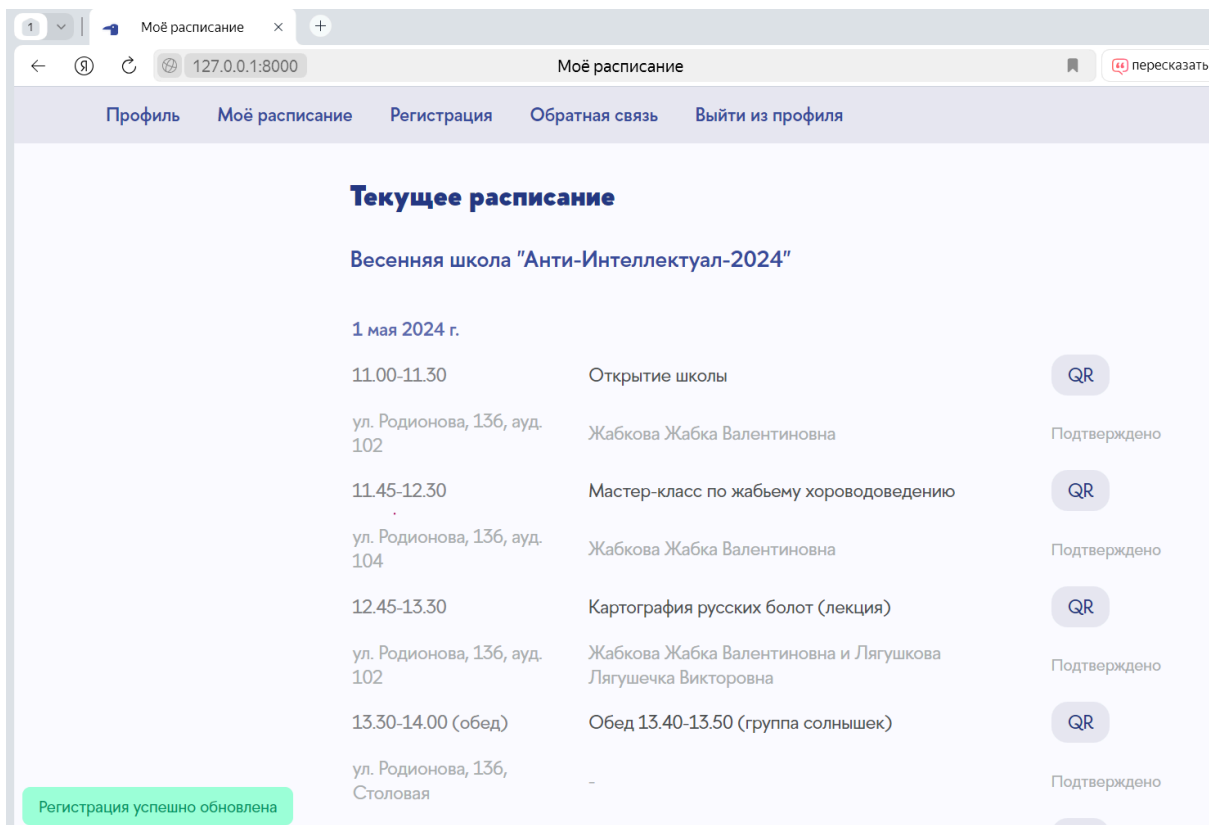 1
Моё расписание
127.0.0.1:8000
Моё расписание
пересказать
Профиль Моё расписание Регистрация Обратная связь Выйти из профиля
Текущее расписание
Весенняя школа "Анти-Интеллектуал-2024"
1 мая 2024 г.
11.00-11.30 Открытие школы QR
ул. Родионова, 136, ауд.
102
Жабкова Жабка Валентиновна Подтверждено
11.45-12.30 Мастер-класс по жабьему хороводоведению QR
ул. Родионова, 136, ауд.
104
Жабкова Жабка Валентиновна Подтверждено
12.45-13.30 Картография русских болот (лекция) QR
ул. Родионова, 136, ауд.
102
Жабкова Жабка Валентиновна и Лягушкова
Лягушечка Викторовна
Подтверждено
13.30-14.00 (обед) Обед 13.40-13.50 (группа солнышек) QR
ул. Родионова, 136,
Столовая
- Подтверждено
Регистрация успешно обновлена